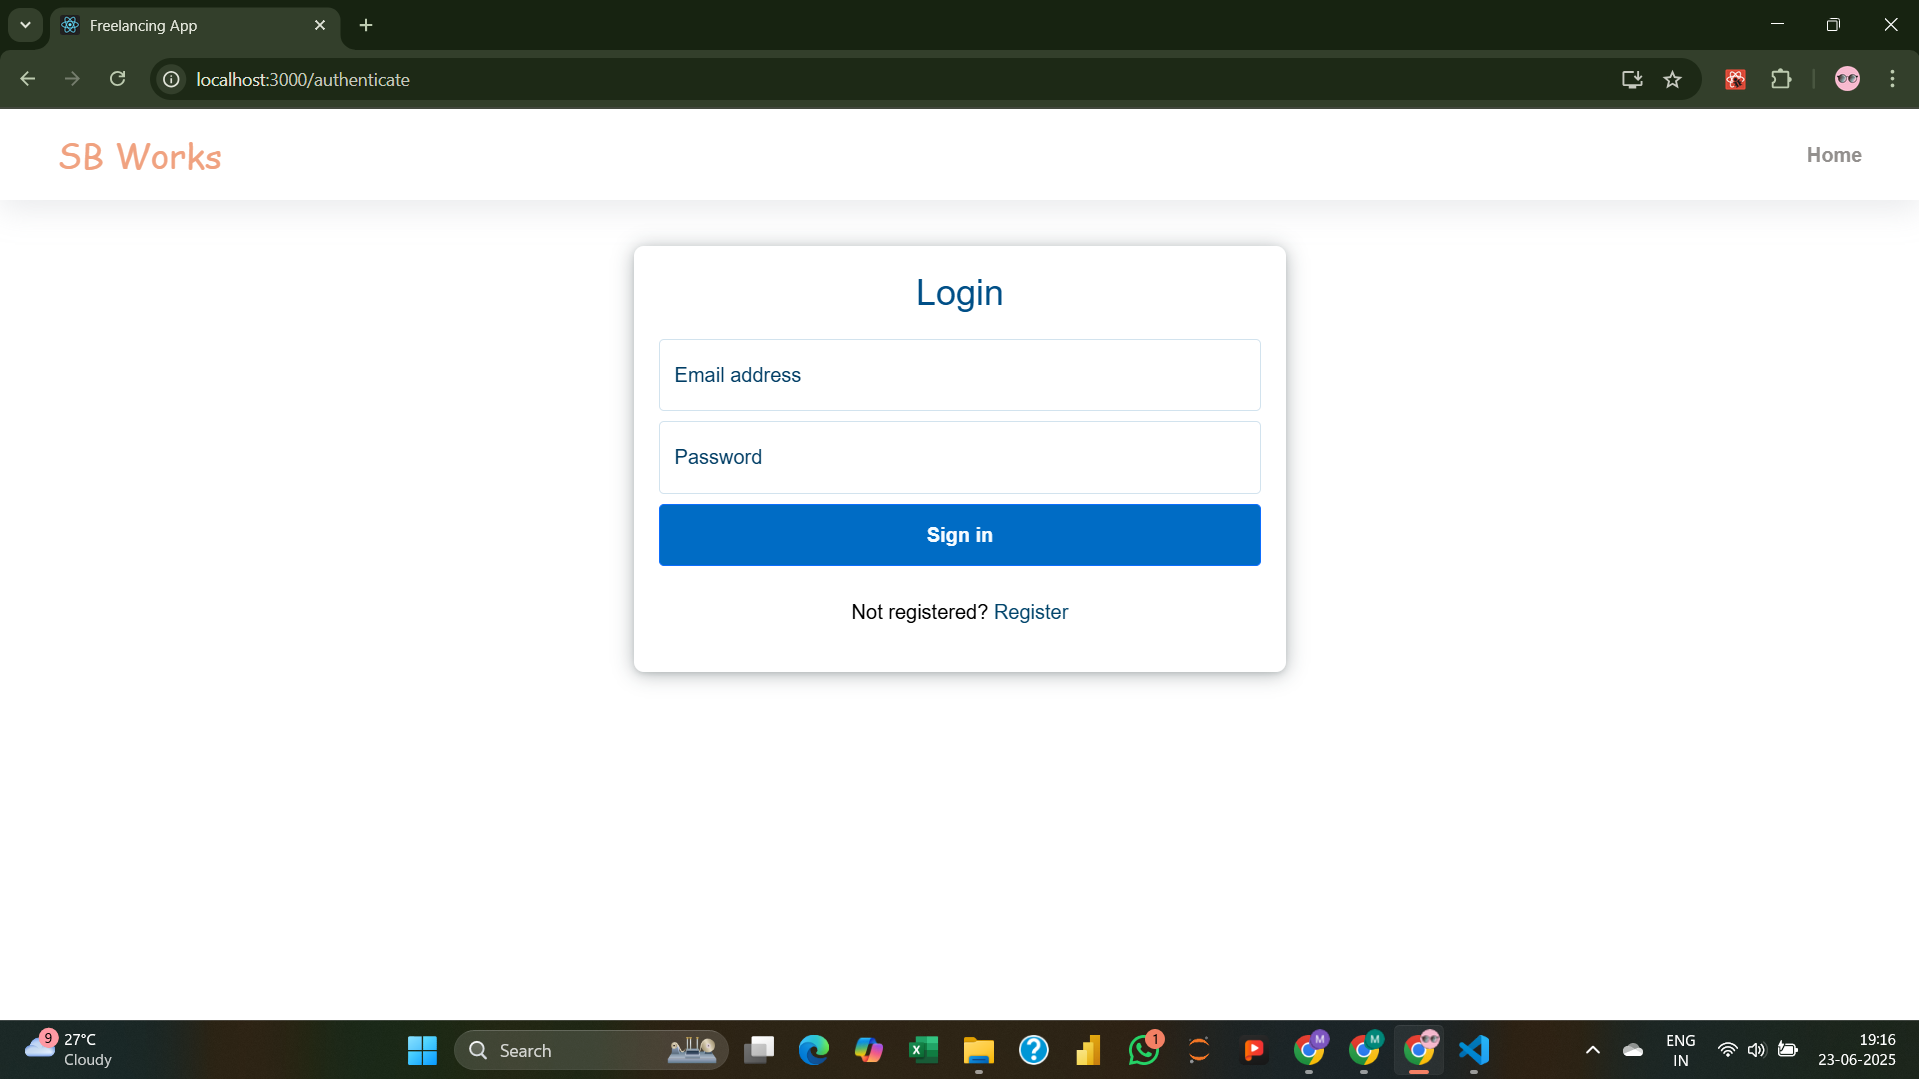 Freelancing App
localhost:3000/authenticate
SB Works
Home
Login
Email address
Password
Sign in
Not registered? Register
9
27°C
Cloudy
Search
1
M
M
ENG
IN
19:16
23-06-2025